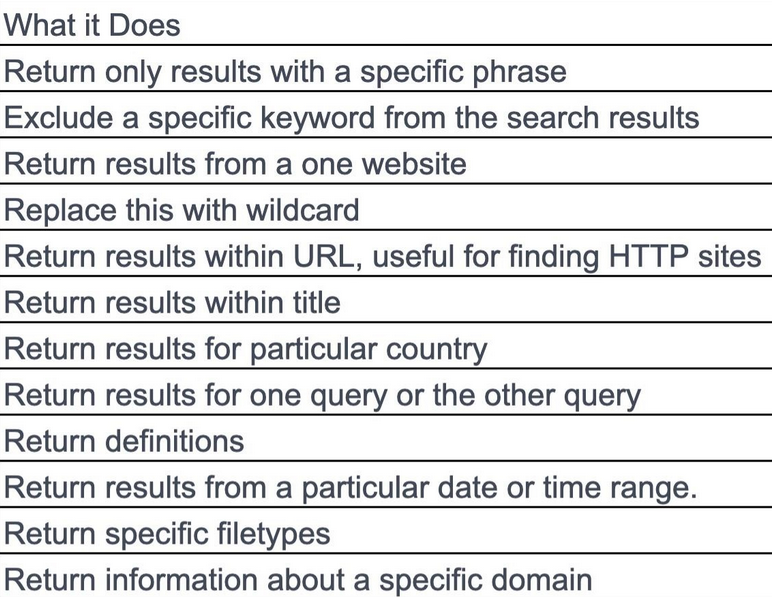 What it Does
Return only results with a specific phrase
Exclude a specific keyword from the search results
Return results from a one website
Replace this with wildcard
Return results within URL, useful for finding HTTP sites
Return results within title
Return results for particular country
Return results for one query or the other query
Return definitions
Return results from a particular date or time range.
Return specific filetypes
Return information about a specific domain